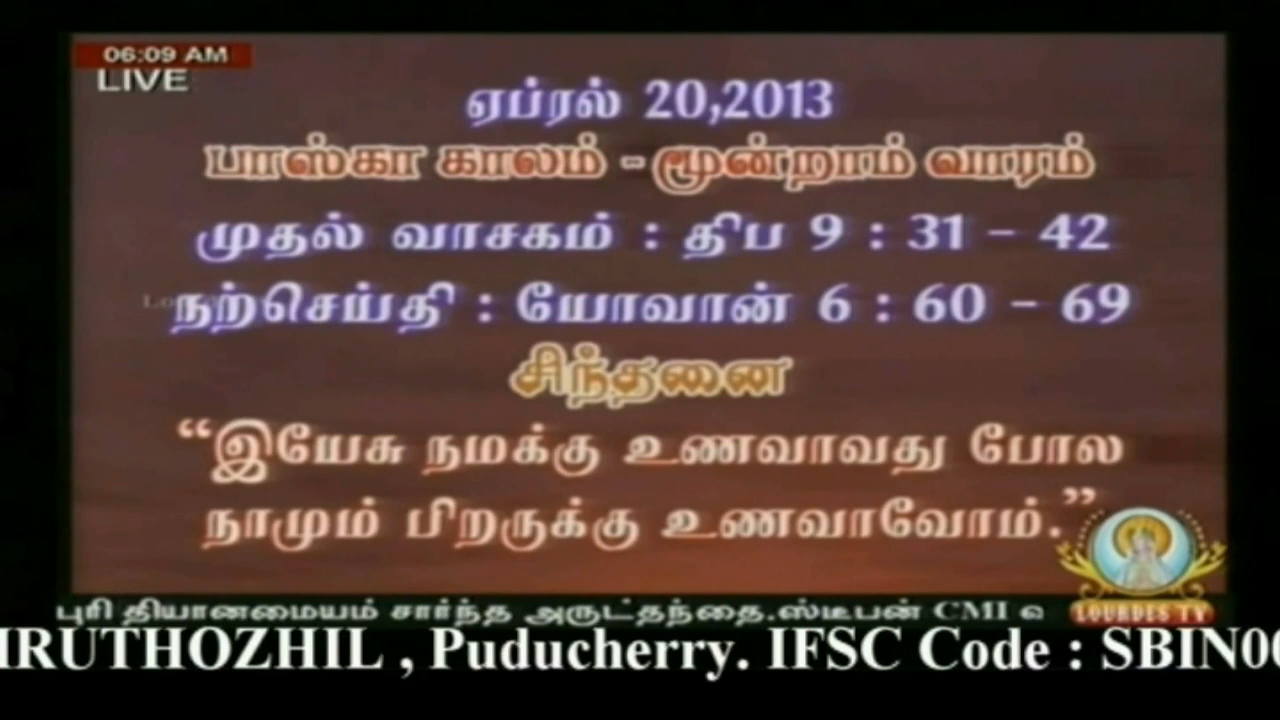 06:09 AM
LIVE
ஏப்ரல் 20,2013
பாஸ்கா காலம் - மூன்றாம் வாரம்
முதல் வாசகம் : திப 9 : 31 - 42
நற்செய்தி : யோவான் 6 : 60 - 69
சிந்தனை
“இயேசு நமக்கு உணவாவது போல
நாமும் பிறருக்கு உணவாவோம்.”
LOURDES TV
புரி தியானமையம் சார்ந்த அருட்தந்தை.ஸ்டீபன் CMI
IRUTHOZHIL , Puducherry. IFSC Code : SBIN00